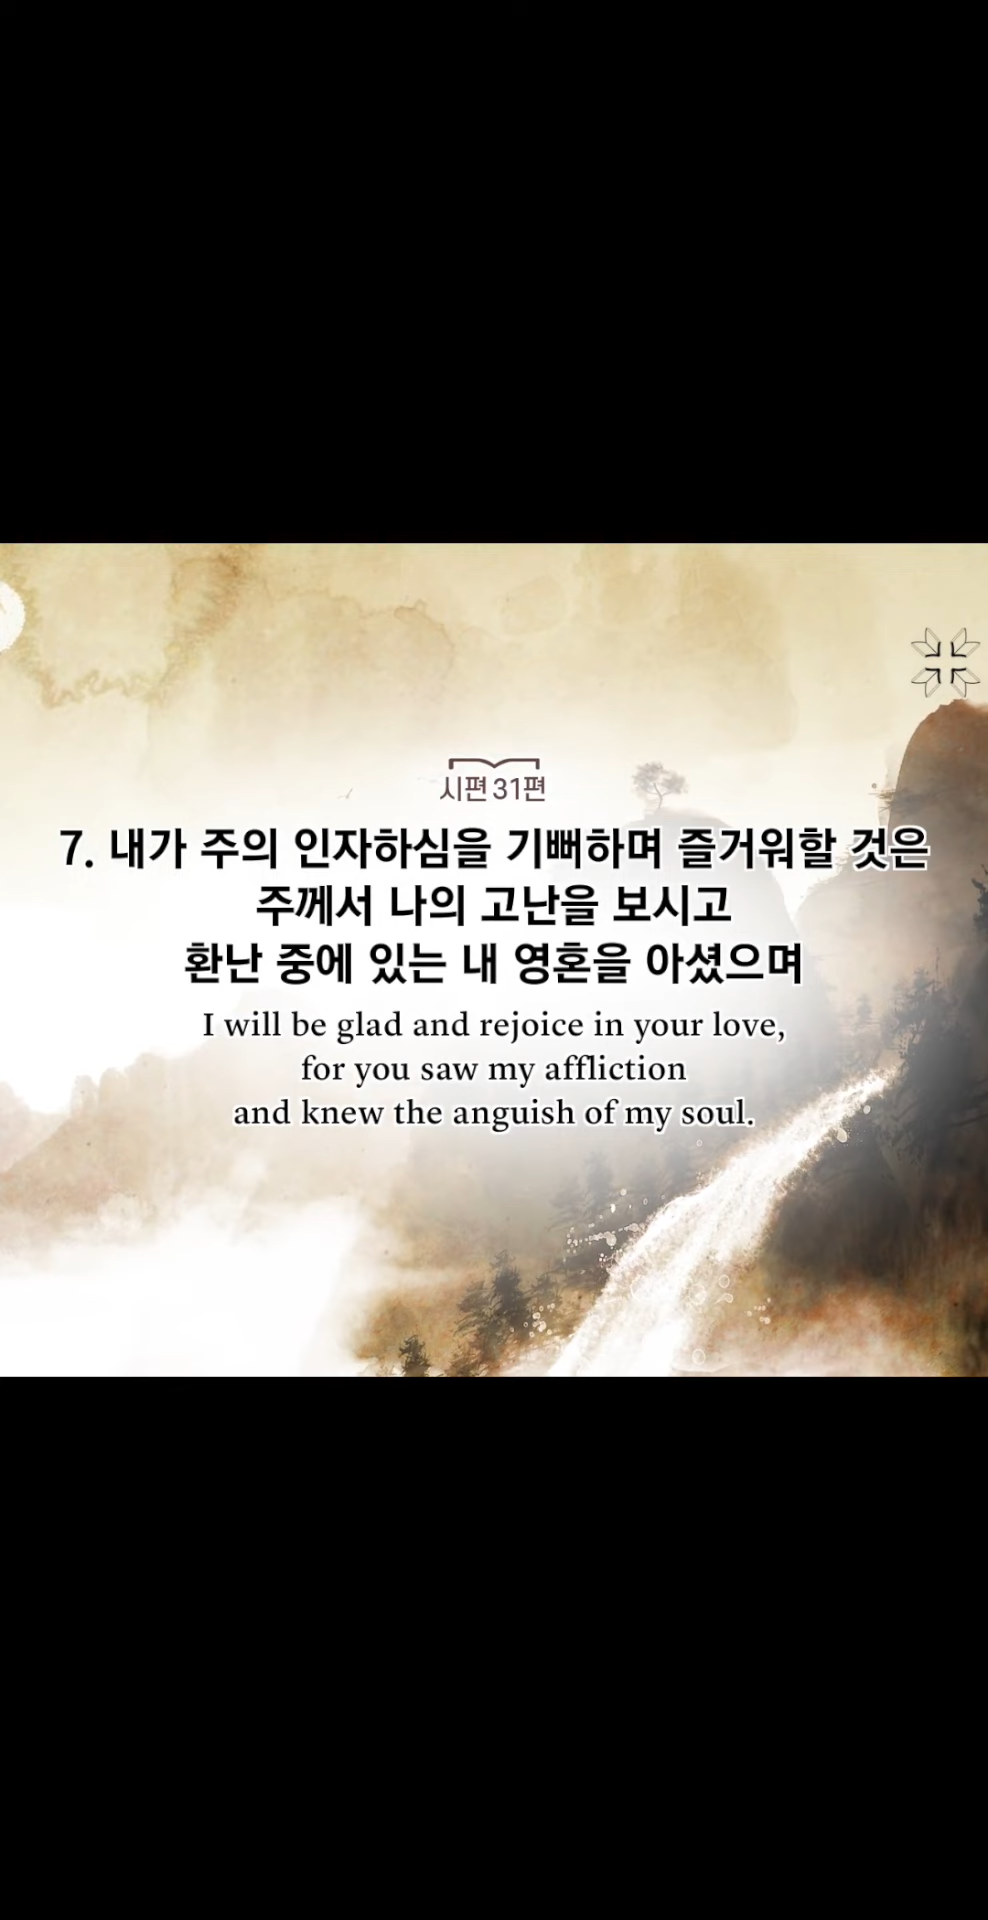 시편 31편
7. 내가 주의 인자하심을 기뻐하며 즐거워할 것은
주께서 나의 고난을 보시고
환난 중에 있는 내 영혼을 아셨으며
I will be glad and rejoice in your love,
for you saw my affliction
and knew the anguish of my soul.